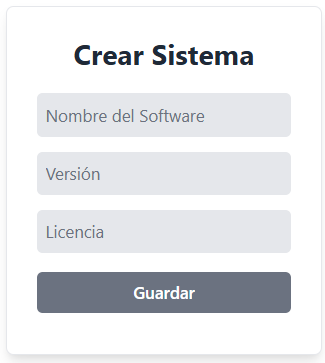 Crear Sistema
Nombre del Software
Versión
Licencia
Guardar